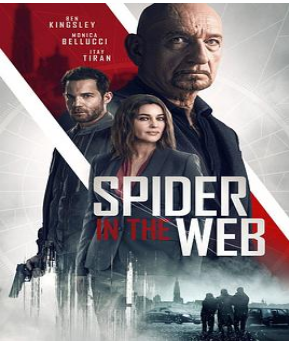 BEN
KINGSLEY
MONICA
BELLUCCI
ITAY
TIRAN
SPIDER
IN THE
WEB